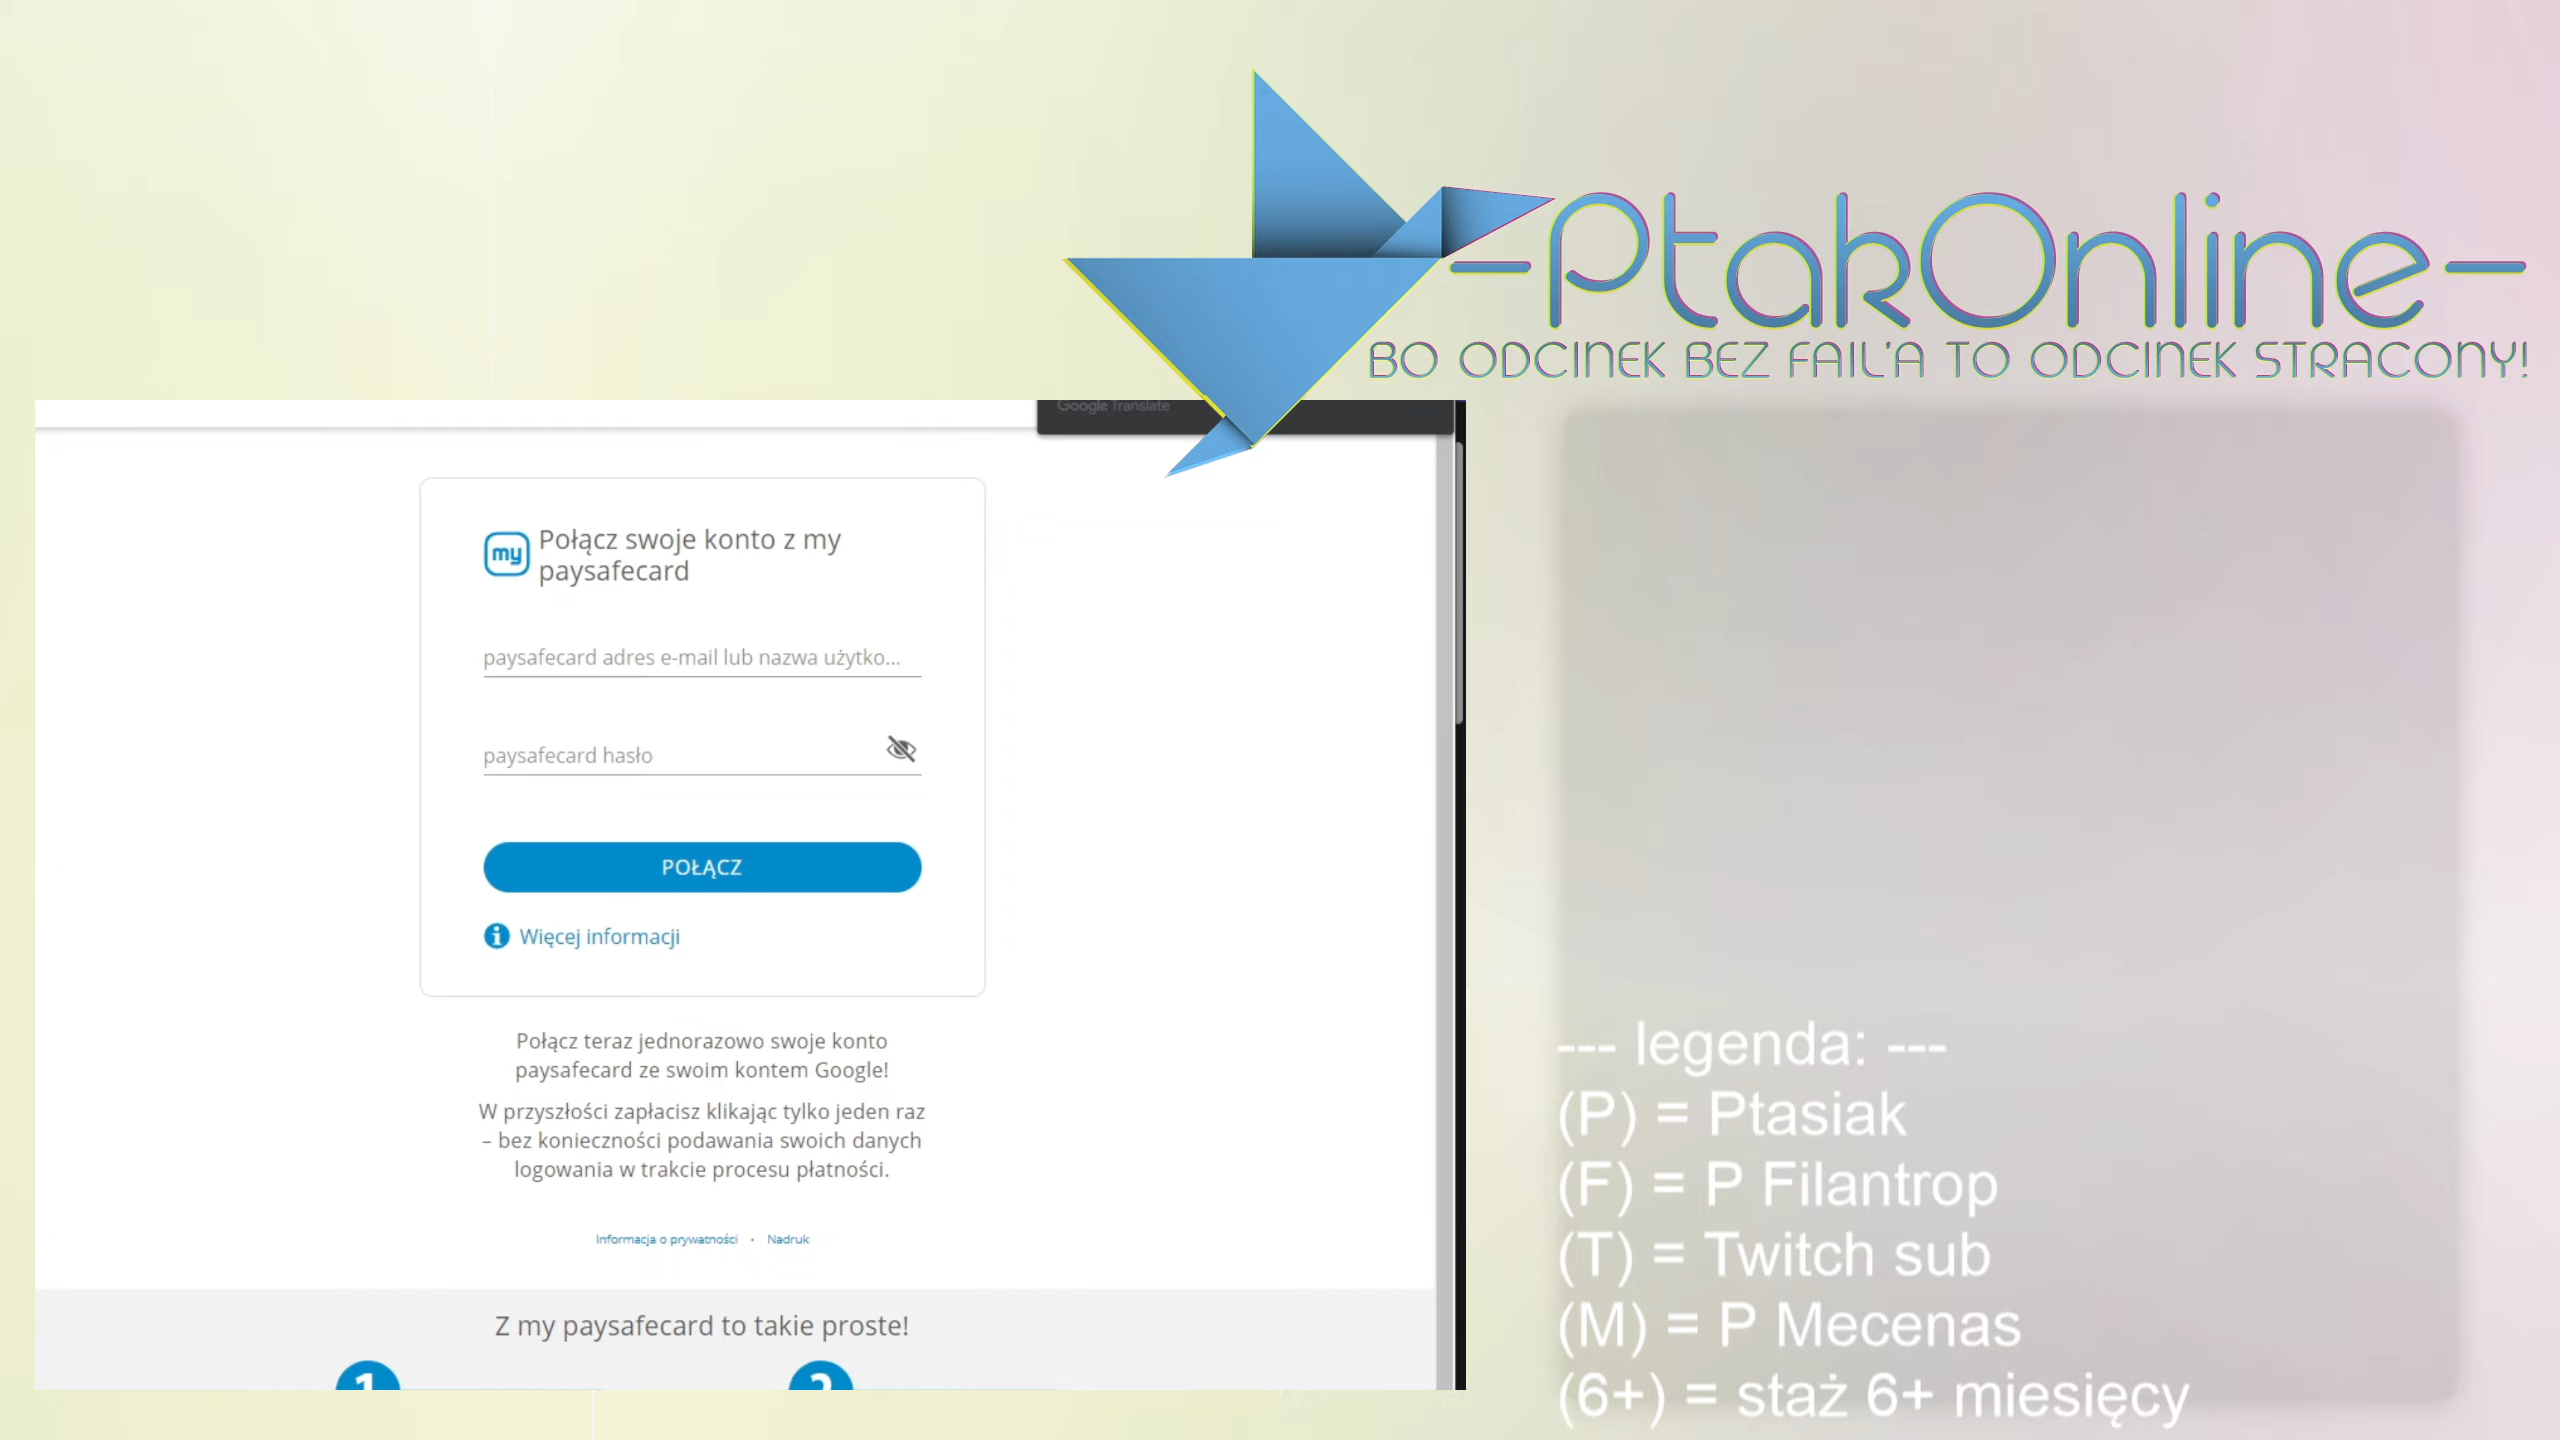 -PtakOnline-
BO ODCINEK BEZ FAIL'A TO ODCINEK STRACONY!
Google Translate
my
Połącz swoje konto z my
paysafecard
paysafecard adres e-mail lub nazwa użytko...
paysafecard hasło
POŁĄCZ
Więcej informacji
Połącz teraz jednorazowo swoje konto
paysafecard ze swoim kontem Google!
W przyszłości zapłacisz klikając tylko jeden raz
– bez konieczności podawania swoich danych
logowania w trakcie procesu płatności.
Informacja o prywatności • Nadruk
Z my paysafecard to takie proste!
1 2
--- legenda: ---
(P) = Ptasiak
(F) = P Filantrop
(T) = Twitch sub
(M) = P Mecenas
(6+) = staż 6+ miesięcy